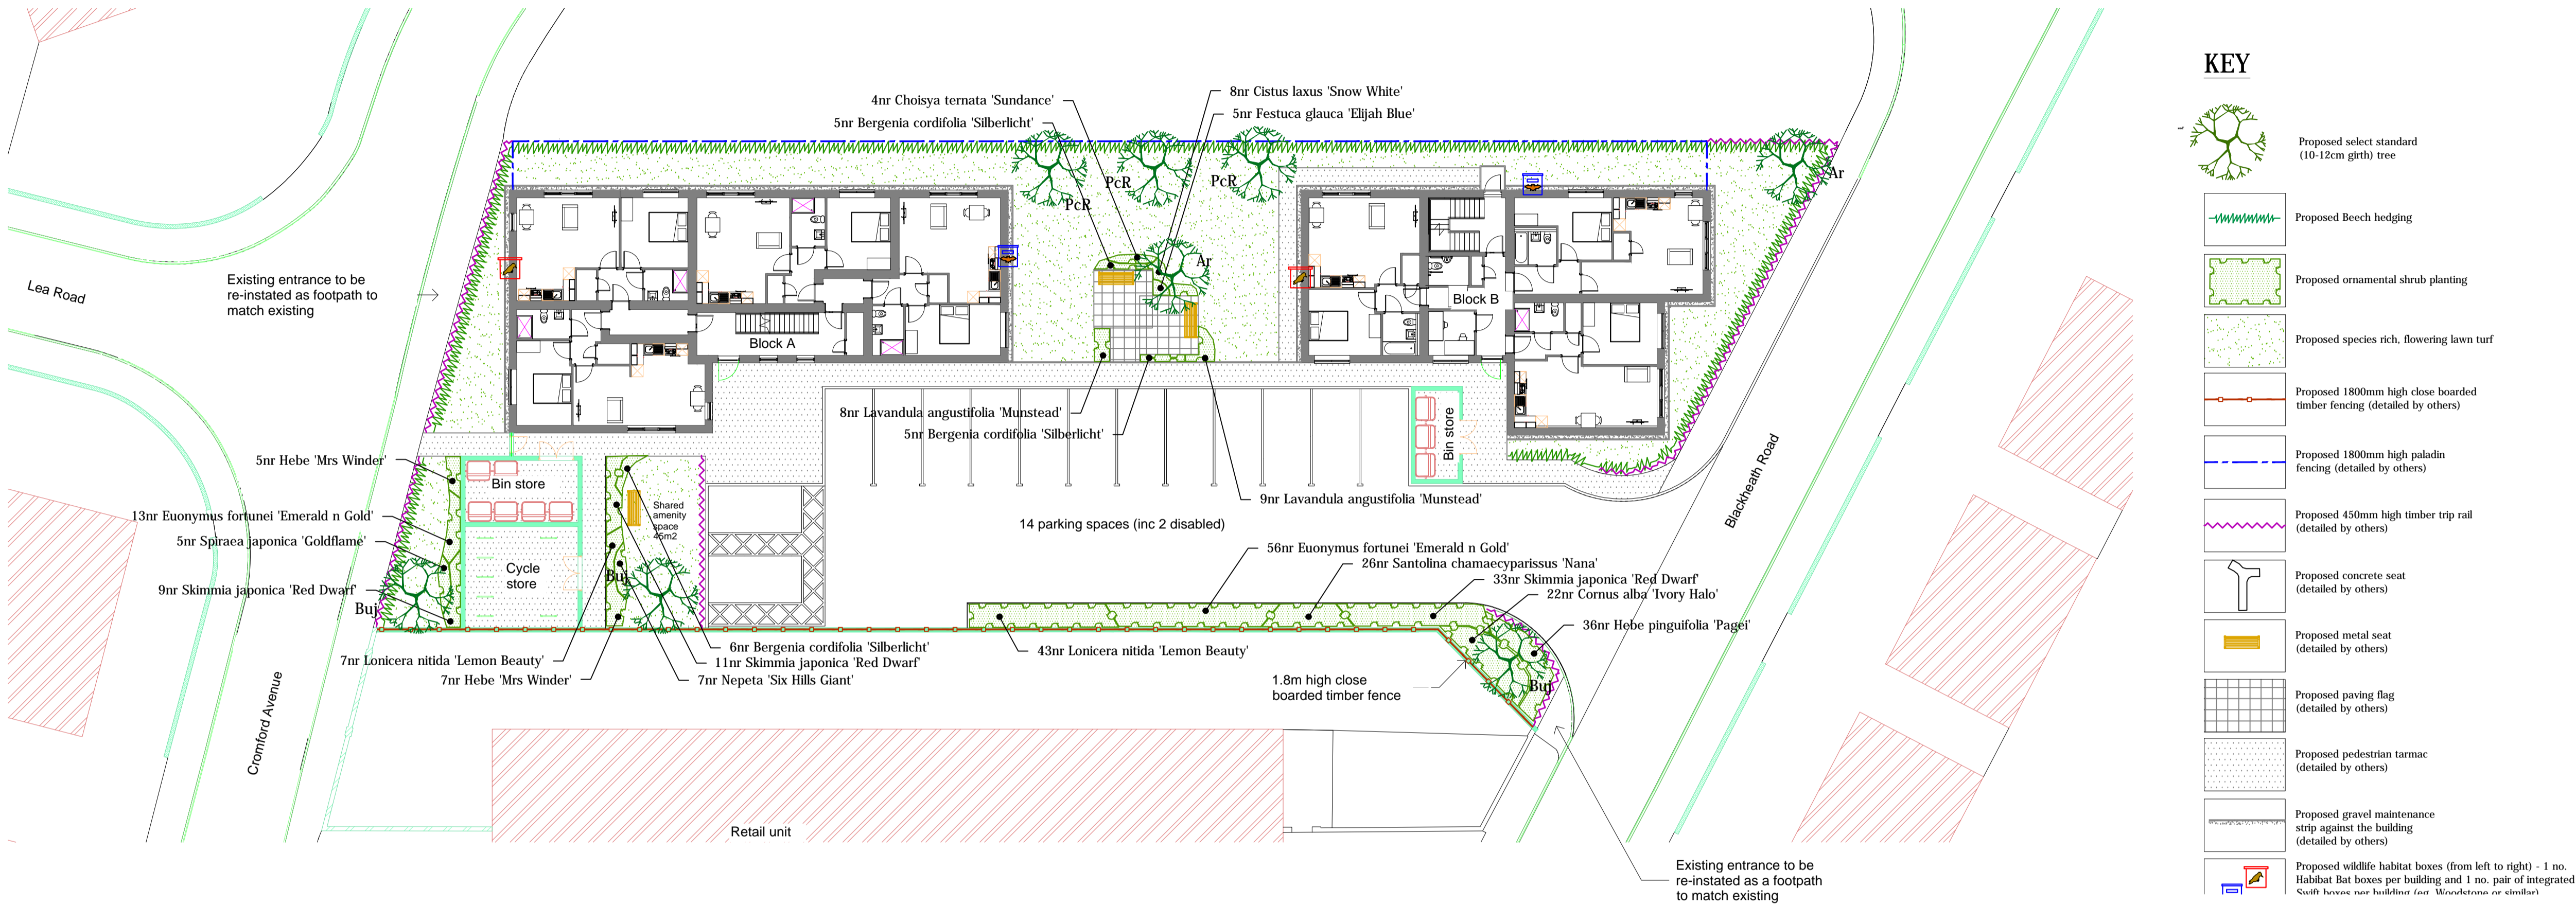 4nr Choisya ternata 'Sundance'
5nr Bergenia cordifolia 'Silberlicht'
8nr Cistus laxus 'Snow White'
5nr Festuca glauca 'Elijah Blue'
PcR
PcR
PcR
Ar
Ar
Lea Road
Existing entrance to be
re-instated as footpath to
match existing
Block A
Block B
8nr Lavandula angustifolia 'Munstead'
5nr Bergenia cordifolia 'Silberlicht'
9nr Lavandula angustifolia 'Munstead'
Bin store
Blackheath Road
5nr Hebe 'Mrs Winder'
13nr Euonymus fortunei 'Emerald n Gold'
5nr Spiraea japonica 'Goldflame'
9nr Skimmia japonica 'Red Dwarf'
Buj
Bin store
Cycle
store
Shared
amenity
space
45m2
Buj
14 parking spaces (inc 2 disabled)
56nr Euonymus fortunei 'Emerald n Gold'
26nr Santolina chamaecyparissus 'Nana'
33nr Skimmia japonica 'Red Dwarf'
22nr Cornus alba 'Ivory Halo'
36nr Hebe pinguifolia 'Pagei'
Buj
7nr Lonicera nitida 'Lemon Beauty'
7nr Hebe 'Mrs Winder'
6nr Bergenia cordifolia 'Silberlicht'
11nr Skimmia japonica 'Red Dwarf'
7nr Nepeta 'Six Hills Giant'
43nr Lonicera nitida 'Lemon Beauty'
1.8m high close
boarded timber fence
Cromford Avenue
Retail unit
Existing entrance to be
re-instated as a footpath
to match existing
KEY
Proposed select standard
(10-12cm girth) tree
Proposed Beech hedging
Proposed ornamental shrub planting
Proposed species rich, flowering lawn turf
Proposed 1800mm high close boarded
timber fencing (detailed by others)
Proposed 1800mm high paladin
fencing (detailed by others)
Proposed 450mm high timber trip rail
(detailed by others)
Proposed concrete seat
(detailed by others)
Proposed metal seat
(detailed by others)
Proposed paving flag
(detailed by others)
Proposed pedestrian tarmac
(detailed by others)
Proposed gravel maintenance
strip against the building
(detailed by others)
Proposed wildlife habitat boxes (from left to right) - 1 no.
Habibat Bat boxes per building and 1 no. pair of integrated
Swift boxes per building (eg. Woodstone or similar)